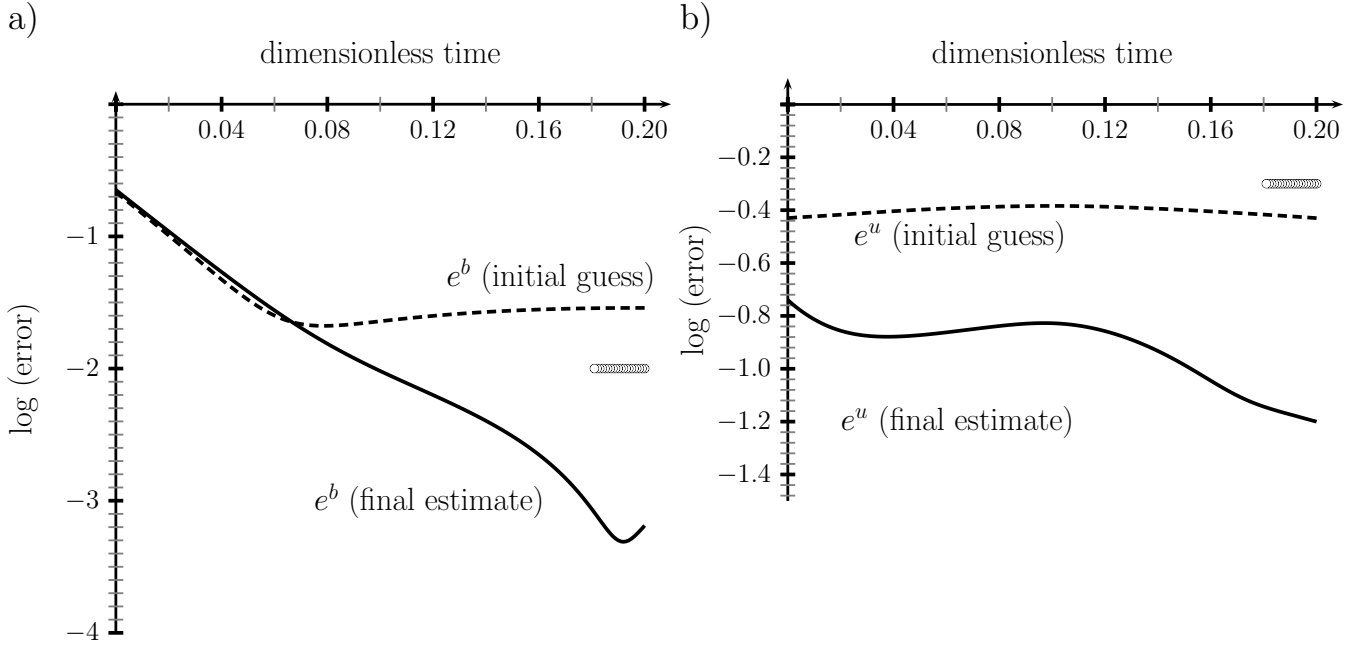 a)
dimensionless time
0.04 0.08 0.12 0.16 0.20
−1
−2
−3
−4
log (error)
e^b (initial guess)
e^b (final estimate)
b)
dimensionless time
0.04 0.08 0.12 0.16 0.20
−0.2
−0.4
−0.6
−0.8
−1.0
−1.2
−1.4
log (error)
e^u (initial guess)
e^u (final estimate)